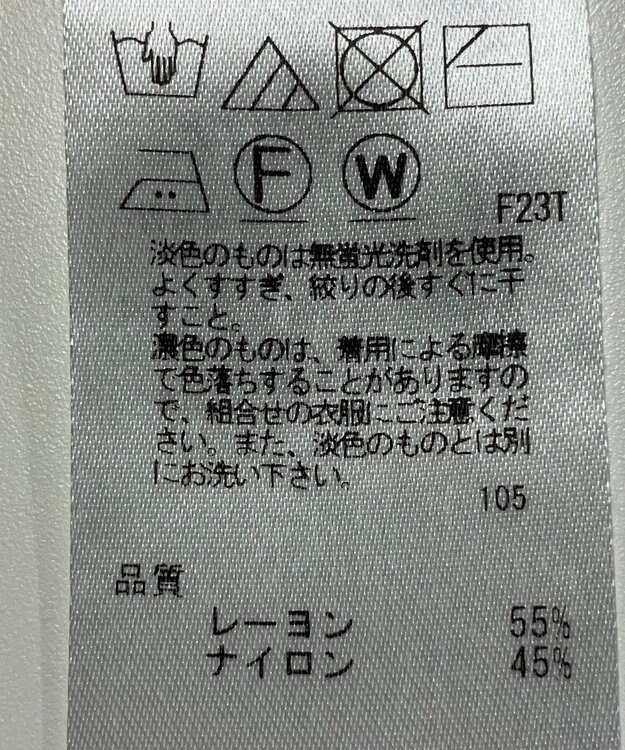 F
W
F23T
淡色のものは無蛍光洗剤を使用。
よくすすぎ、絞りの後すぐに干
すこと。
濃色のものは、着用による摩擦
で色落ちすることがありますの
で、組合せの衣服にご注意くだ
さい。また、淡色のものとは別
にお洗い下さい。
105
品質
レーヨン 55%
ナイロン 45%